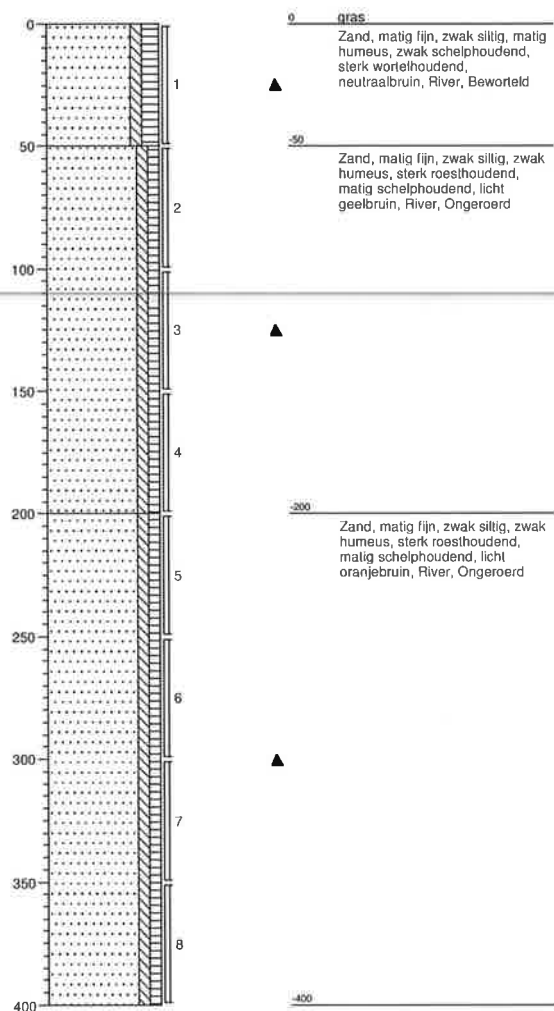 0
50
100
150
200
250
300
350
400
1
2
3
4
5
6
7
8
0 gras
Zand, matig fijn, zwak siltig, matig
humeus, zwak schelphoudend,
sterk wortelhoudend,
neutraalbruin, River, Beworteld
-50
Zand, matig fijn, zwak siltig, zwak
humeus, sterk roesthoudend,
matig schelphoudend, licht
geelbruin, River, Ongeroerd
-200
Zand, matig fijn, zwak siltig, zwak
humeus, sterk roesthoudend,
matig schelphoudend, licht
oranjebruin, River, Ongeroerd
-400